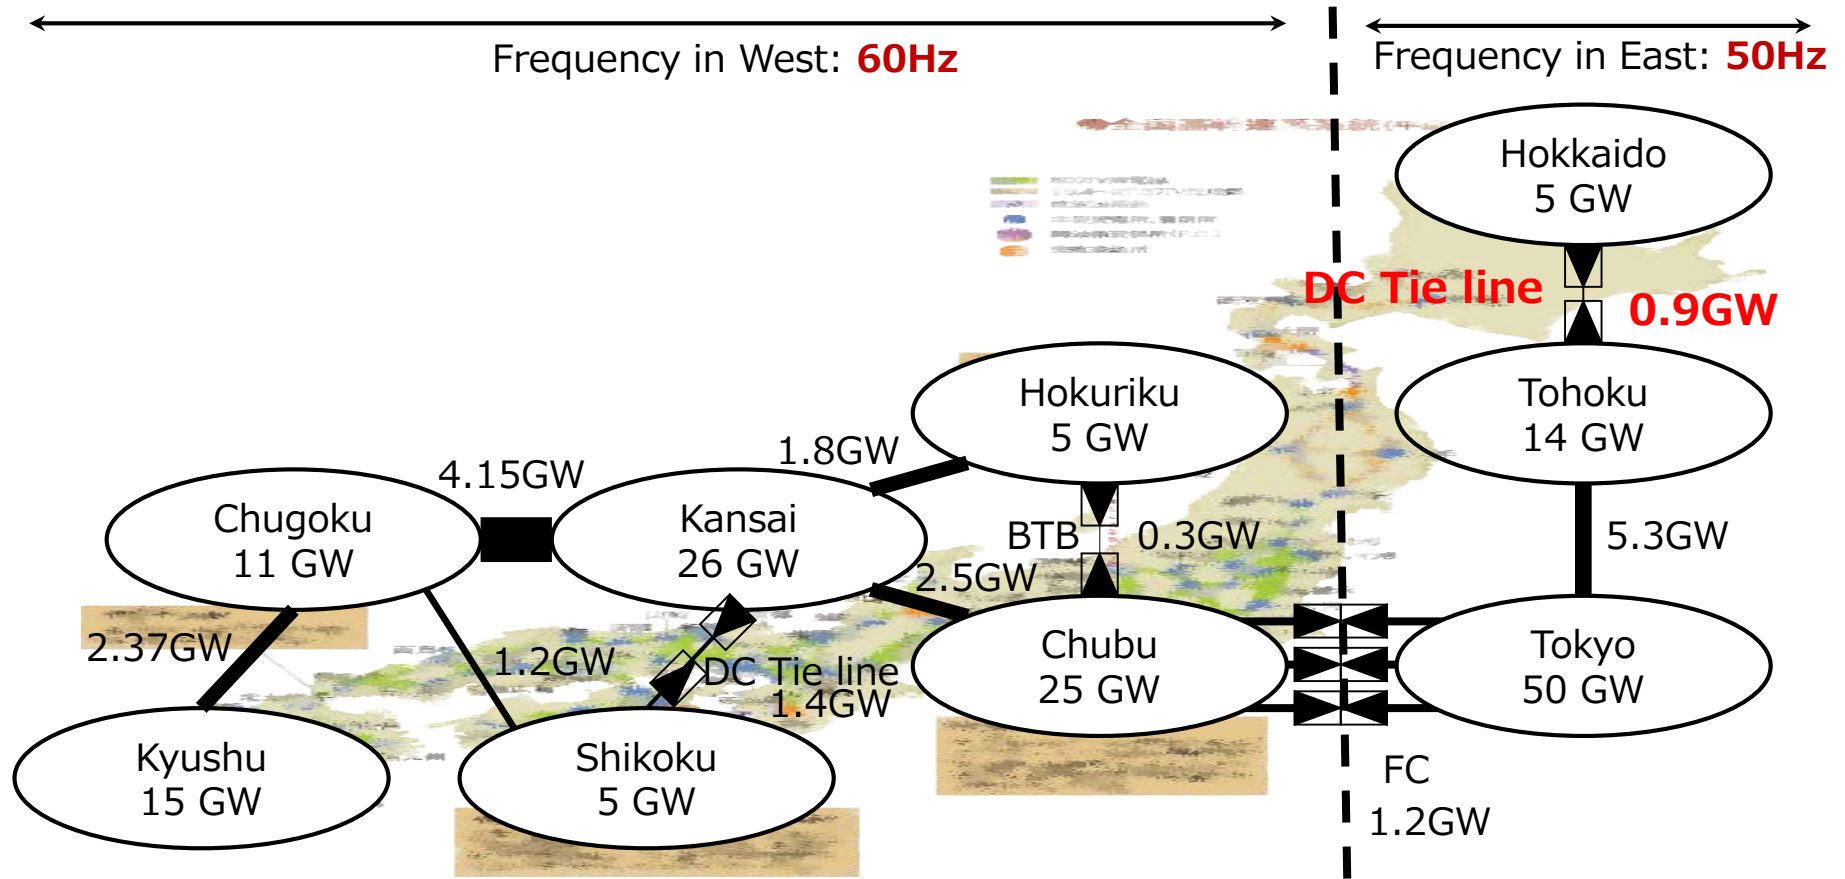 Frequency in West: 60Hz
Frequency in East: 50Hz
Hokkaido
5 GW
DC Tie line
0.9GW
Hokuriku
5 GW
Tohoku
14 GW
1.8GW
4.15GW
Chugoku
11 GW
Kansai
26 GW
BTB
0.3GW
5.3GW
2.5GW
2.37GW
1.2GW
DC Tie line
1.4GW
Chubu
25 GW
Tokyo
50 GW
Kyushu
15 GW
Shikoku
5 GW
FC
1.2GW